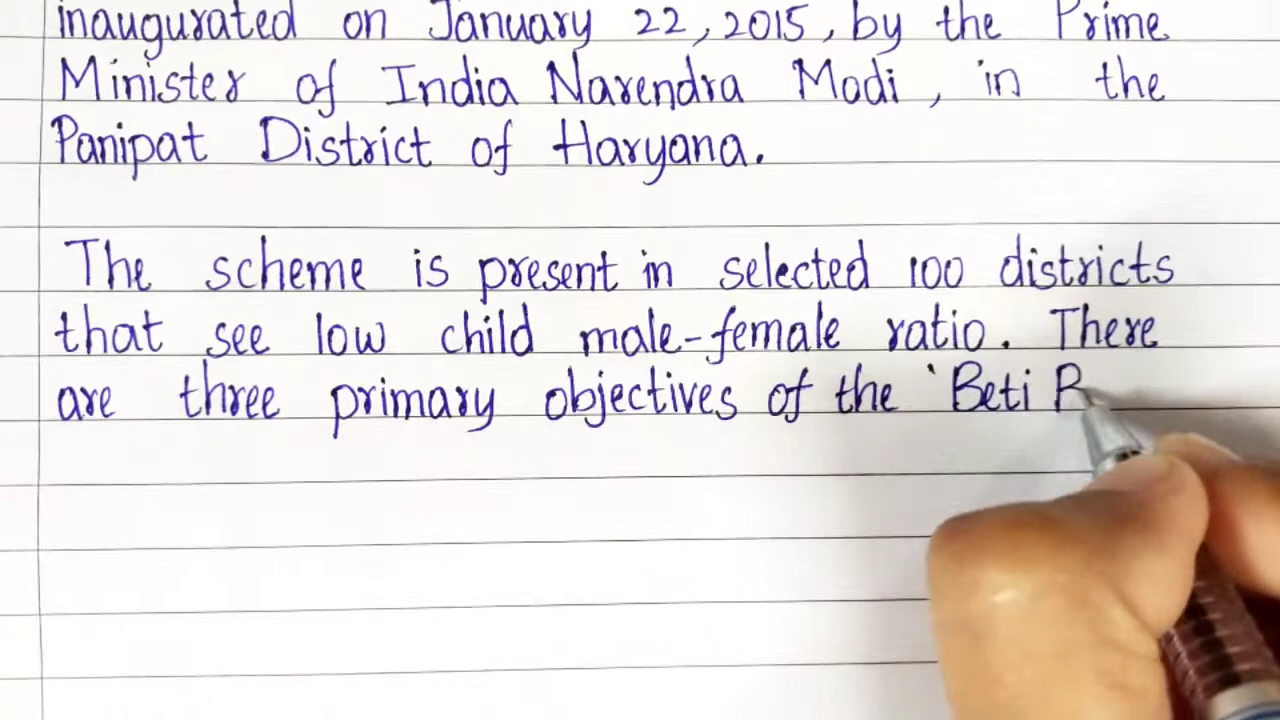 inaugurated on January 22, 2015, by the Prime
Minister of India Narendra Modi, in the
Panipat District of Haryana.
The scheme is present in selected 100 districts
that see low child male-female ratio. There
are three primary objectives of the 'Beti